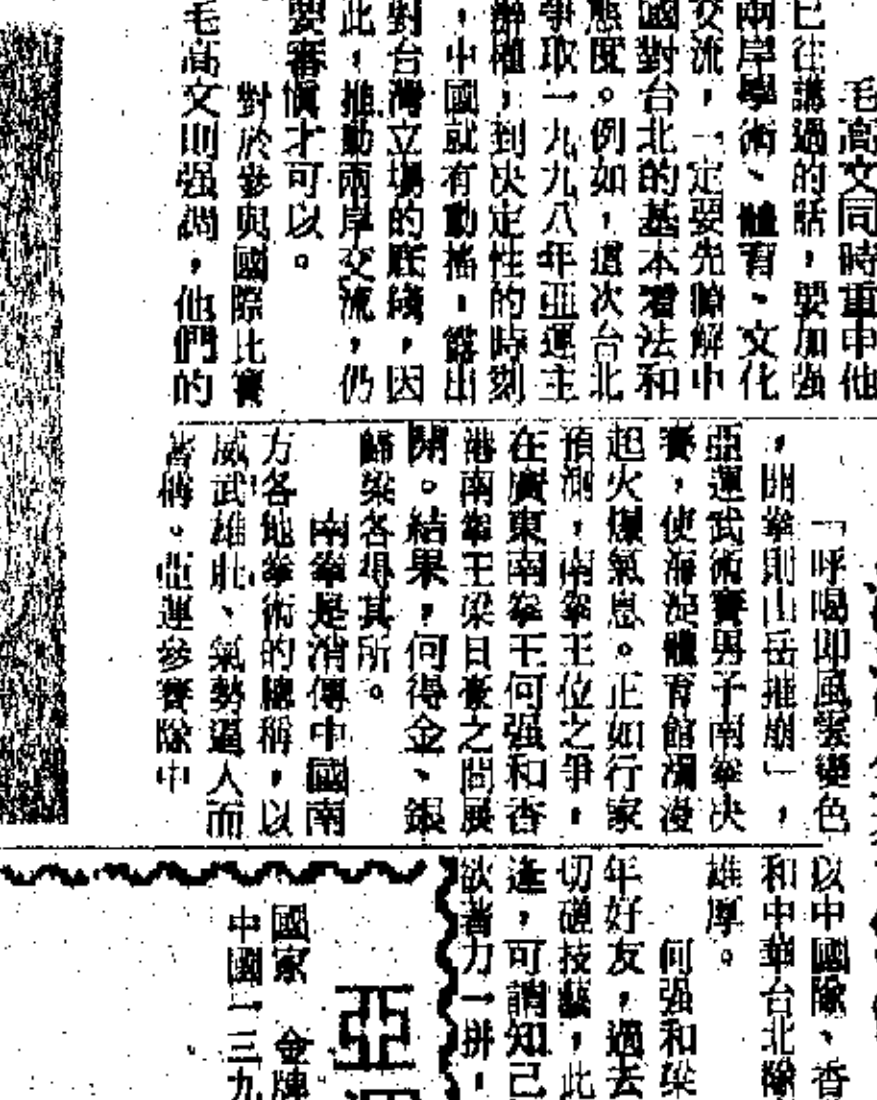 毛高文同時重申他
已往講過的話，要加強
兩岸學術、體育、文化
交流，一定要先瞭解中
國對台北的基本看法和
態度。例如，這次台北
爭取一九九八年亞運主
辦權，到決定性的時刻
，中國就有動搖，露出
對台灣立場的底線，因
此，推動兩岸交流，仍
要審慎才可以。
對於參與國際比賽
毛高文則強調，他們的
「呼喝即風雲變色
，開拳則山岳摧崩」，
亞運武術賽男子南拳決
賽，使海淀體育館瀰漫
起火爆氣息。正如行家
預測，南拳王位之爭，
在廣東南拳王何强和香
港南拳王梁日豪之間展
開。結果，何得金、銀
歸梁各得其所。
南拳是流傳中國南
方各地拳術的總稱，以
威武雄壯、氣勢逼人而
著傳。亞運參賽除中
以中國隊、香
和中華台北隊
雄厚。
何强和梁
年好友，過去
切磋技藝，此
逢，可謂知己
欲著力一拼，
亞
國家 金牌
中國一三九